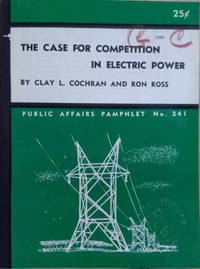 25¢
THE CASE FOR COMPETITION
IN ELECTRIC POWER
BY CLAY L. COCHRAN AND RON ROSS
PUBLIC AFFAIRS PAMPHLET No. 241